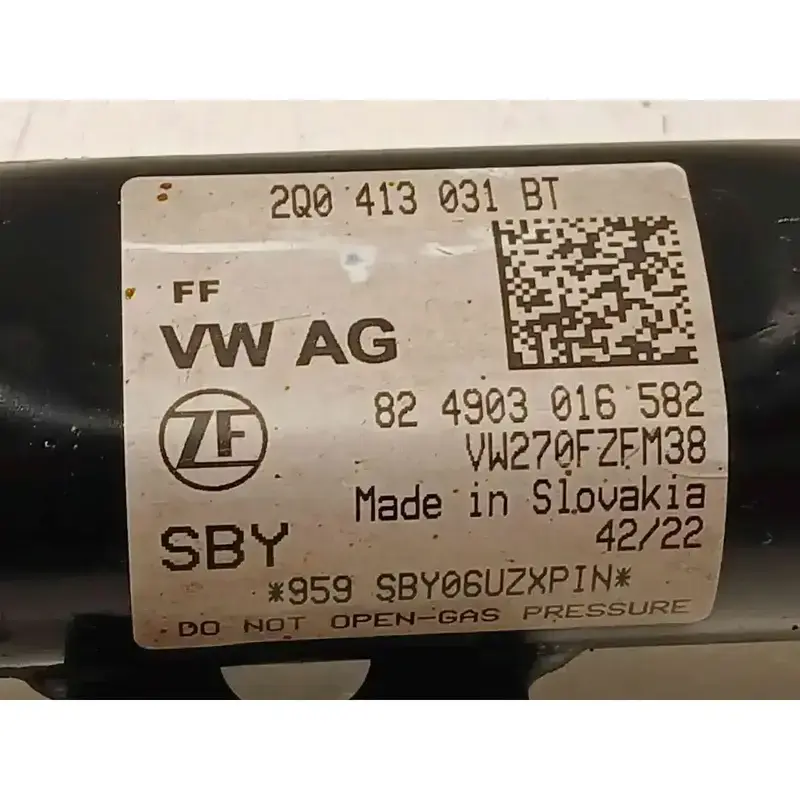 2Q0 413 031 BT
FF
VW AG
ZF
82 4903 016 582
VW270FZFM38
Made in Slovakia
SBY
42/22
*959 SBY06UZXPIN*
DO NOT OPEN-GAS PRESSURE